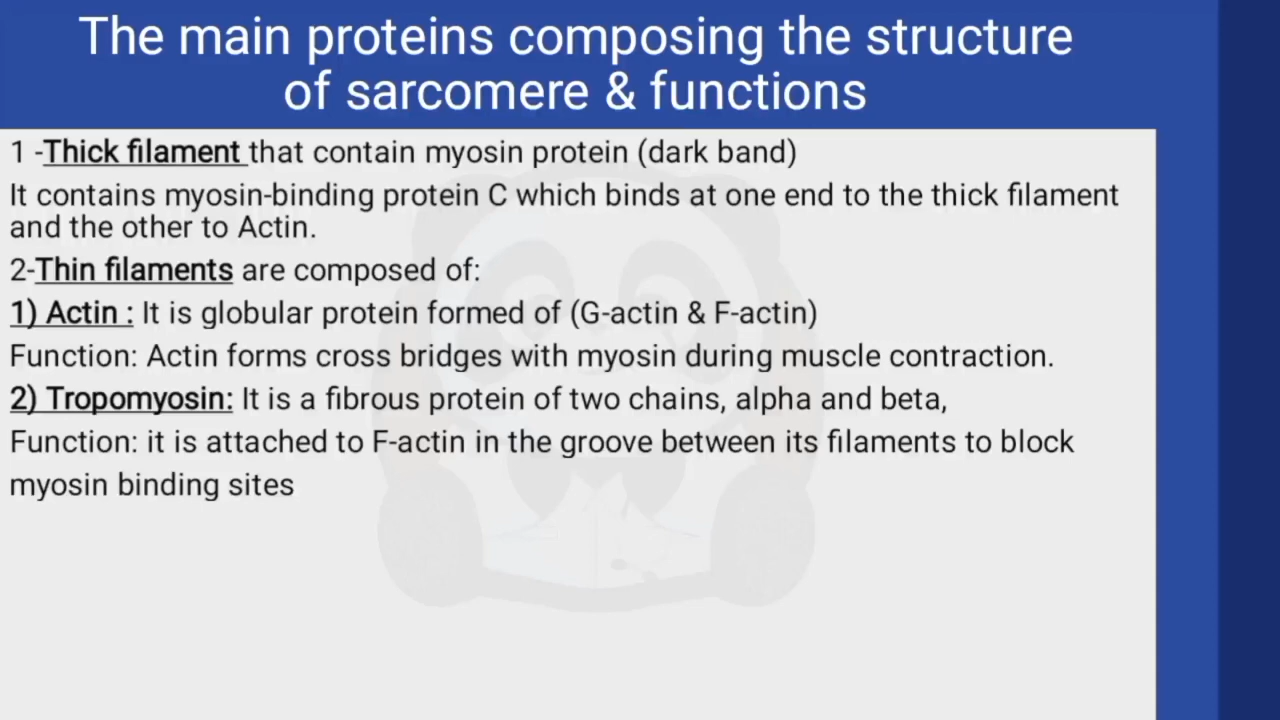 The main proteins composing the structure
of sarcomere & functions
1 -Thick filament that contain myosin protein (dark band)
It contains myosin-binding protein C which binds at one end to the thick filament
and the other to Actin.
2-Thin filaments are composed of:
1) Actin : It is globular protein formed of (G-actin & F-actin)
Function: Actin forms cross bridges with myosin during muscle contraction.
2) Tropomyosin: It is a fibrous protein of two chains, alpha and beta,
Function: it is attached to F-actin in the groove between its filaments to block
myosin binding sites